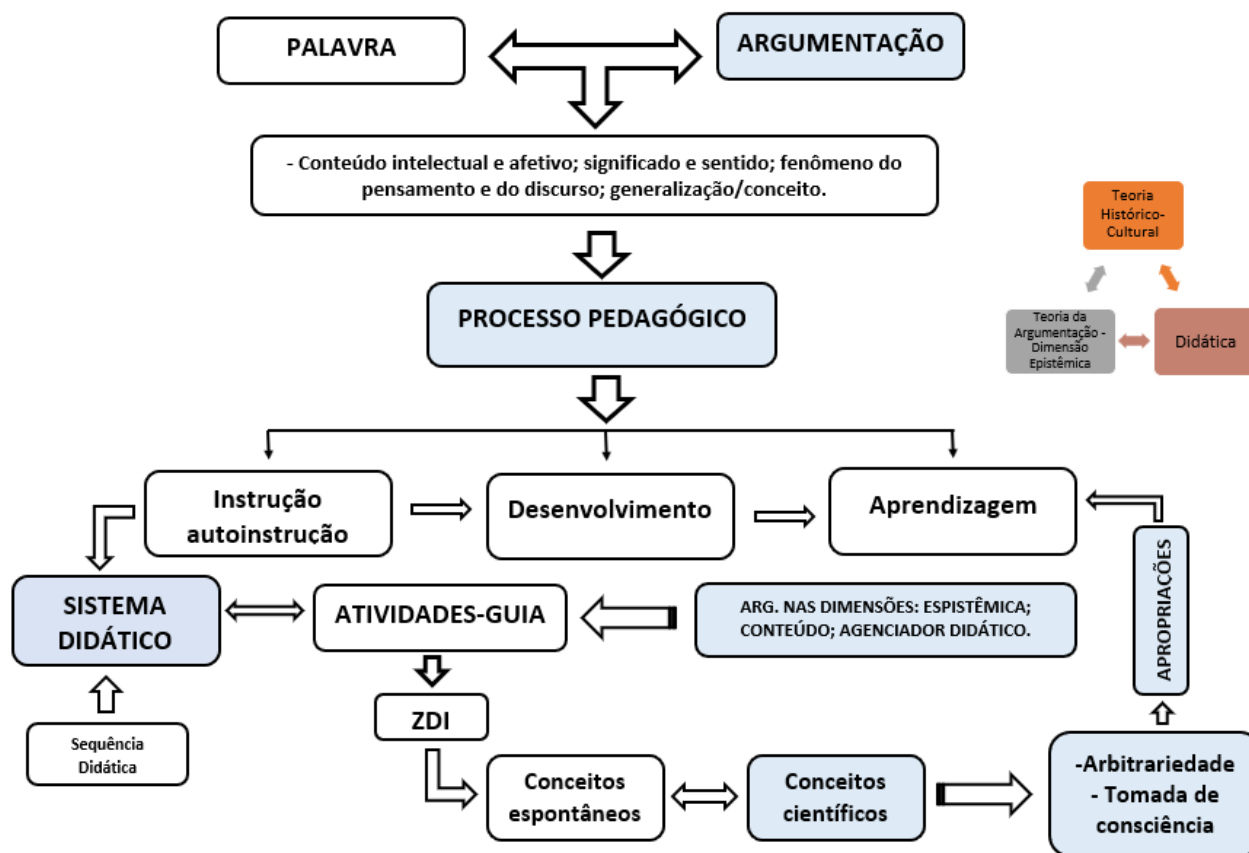 PALAVRA
ARGUMENTAÇÃO
- Conteúdo intelectual e afetivo; significado e sentido; fenômeno do
pensamento e do discurso; generalização/conceito.
Teoria
Histórico-
Cultural
Teoria da
Argumentação -
Dimensão
Epistêmica
Didática
PROCESSO PEDAGÓGICO
Instrução
autoinstrução
Desenvolvimento
Aprendizagem
SISTEMA
DIDÁTICO
ATIVIDADES-GUIA
ARG. NAS DIMENSÕES: ESPISTÊMICA;
CONTEÚDO; AGENCIADOR DIDÁTICO.
APROPRIAÇÕES
Sequência
Didática
ZDI
Conceitos
espontâneos
Conceitos
científicos
-Arbitrariedade
- Tomada de
consciência